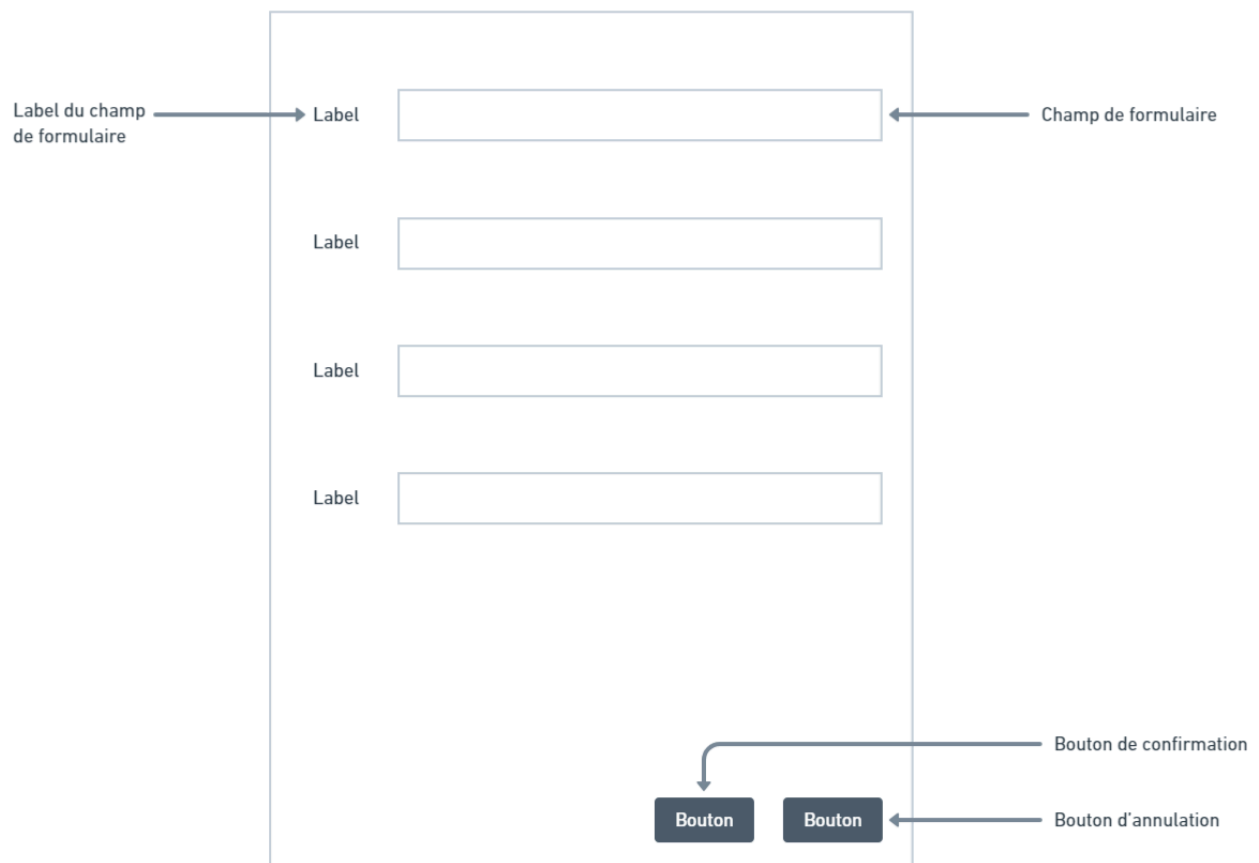 Label du champ
de formulaire
Label
Champ de formulaire
Label
Label
Label
Bouton de confirmation
Bouton
Bouton
Bouton d'annulation